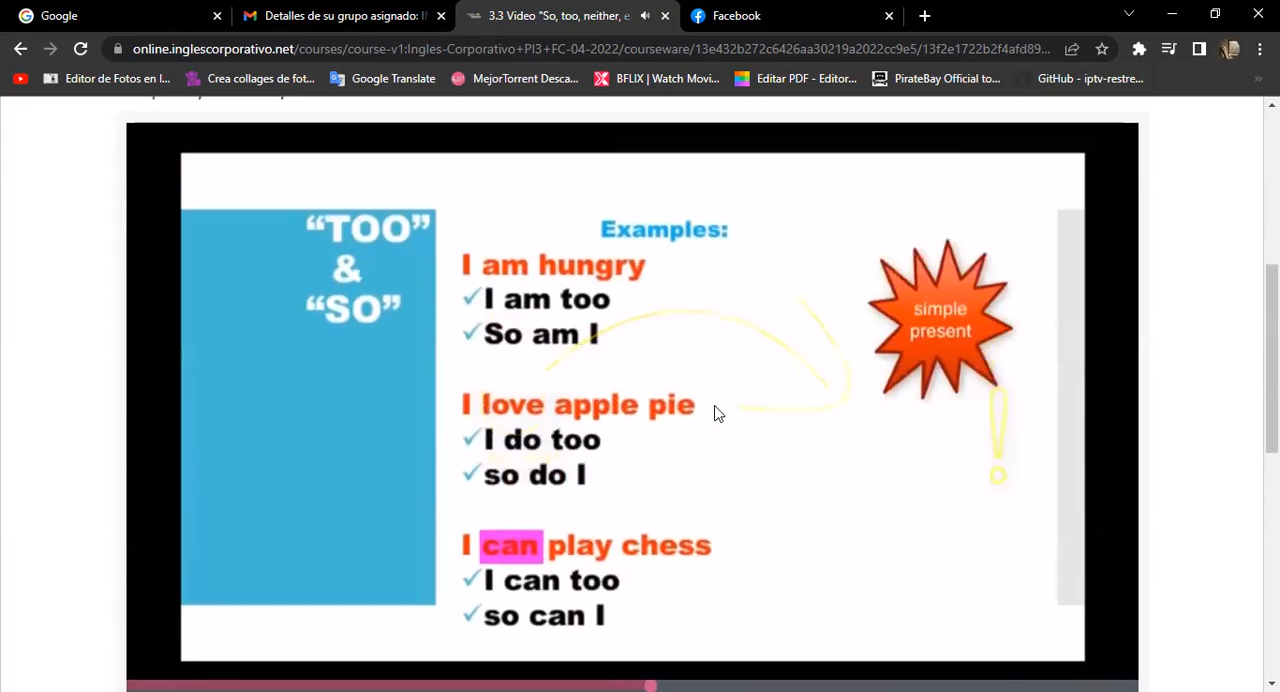 Google
Detalles de su grupo asignado: I
3.3 Video "So, too, neither, e
Facebook
online.inglescorporativo.net/courses/course-v1:Ingles-Corporativo+PI3+FC-04-2022/courseware/13e432b272c6426aa30219a2022cc9e5/13f2e1722b2f4afd89...
Editor de Fotos en l...
Crea collages de fot...
Google Translate
MejorTorrent Desca...
BFLIX | Watch Movi...
Editar PDF - Editor...
PirateBay Official to...
GitHub - iptv-restre...
"TOO"
&
"SO"
Examples:
I am hungry
I am too
So am I
I love apple pie
I do too
so do I
I can play chess
I can too
so can I
simple
present